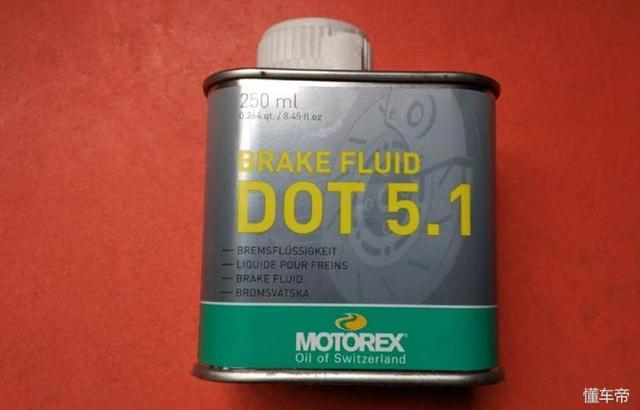 250 ml
0.264 qt. / 8.45 fl.oz
BRAKE FLUID
DOT 5.1
— BREMSFLÜSSIGKEIT
— LIQUIDE POUR FREINS
— BRAKE FLUID
— BROMSVÄTSKA
MOTOREX®
Oil of Switzerland
懂车帝